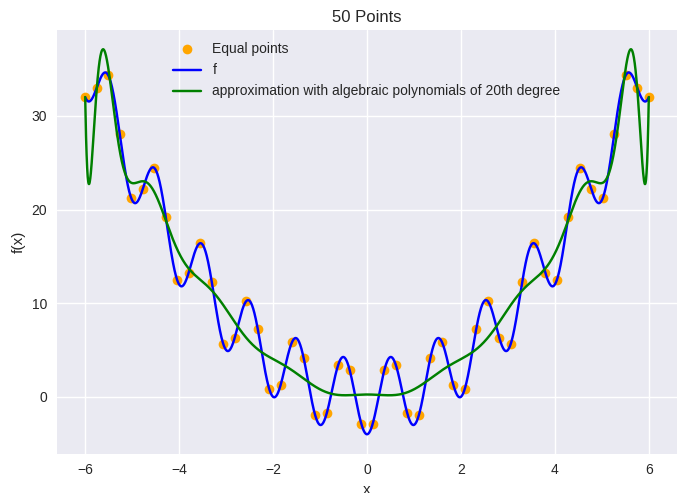 50 Points
Equal points
f
approximation with algebraic polynomials of 20th degree
f(x)
30
20
10
0
−6 −4 −2 0 2 4 6
x